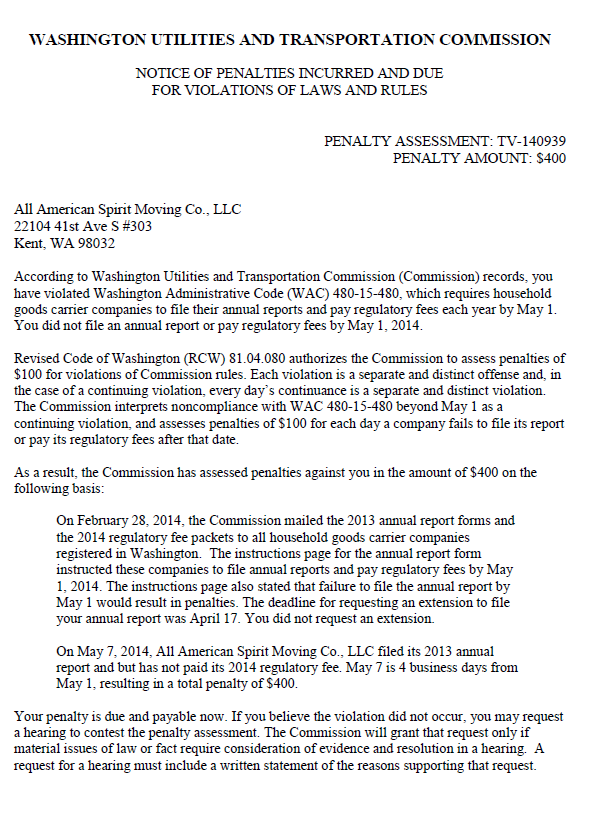 WASHINGTON UTILITIES AND TRANSPORTATION COMMISSION
NOTICE OF PENALTIES INCURRED AND DUE
FOR VIOLATIONS OF LAWS AND RULES
PENALTY ASSESSMENT: TV-140939
PENALTY AMOUNT: $400
All American Spirit Moving Co., LLC
22104 41st Ave S #303
Kent, WA 98032
According to Washington Utilities and Transportation Commission (Commission) records, you
have violated Washington Administrative Code (WAC) 480-15-480, which requires household
goods carrier companies to file their annual reports and pay regulatory fees each year by May 1.
You did not file an annual report or pay regulatory fees by May 1, 2014.
Revised Code of Washington (RCW) 81.04.080 authorizes the Commission to assess penalties of
$100 for violations of Commission rules. Each violation is a separate and distinct offense and, in
the case of a continuing violation, every day's continuance is a separate and distinct violation.
The Commission interprets noncompliance with WAC 480-15-480 beyond May 1 as a
continuing violation, and assesses penalties of $100 for each day a company fails to file its report
or pay its regulatory fees after that date.
As a result, the Commission has assessed penalties against you in the amount of $400 on the
following basis:
On February 28, 2014, the Commission mailed the 2013 annual report forms and
the 2014 regulatory fee packets to all household goods carrier companies
registered in Washington. The instructions page for the annual report form
instructed these companies to file annual reports and pay regulatory fees by May
1, 2014. The instructions page also stated that failure to file the annual report by
May 1 would result in penalties. The deadline for requesting an extension to file
your annual report was April 17. You did not request an extension.
On May 7, 2014, All American Spirit Moving Co., LLC filed its 2013 annual
report and but has not paid its 2014 regulatory fee. May 7 is 4 business days from
May 1, resulting in a total penalty of $400.
Your penalty is due and payable now. If you believe the violation did not occur, you may request
a hearing to contest the penalty assessment. The Commission will grant that request only if
material issues of law or fact require consideration of evidence and resolution in a hearing. A
request for a hearing must include a written statement of the reasons supporting that request.